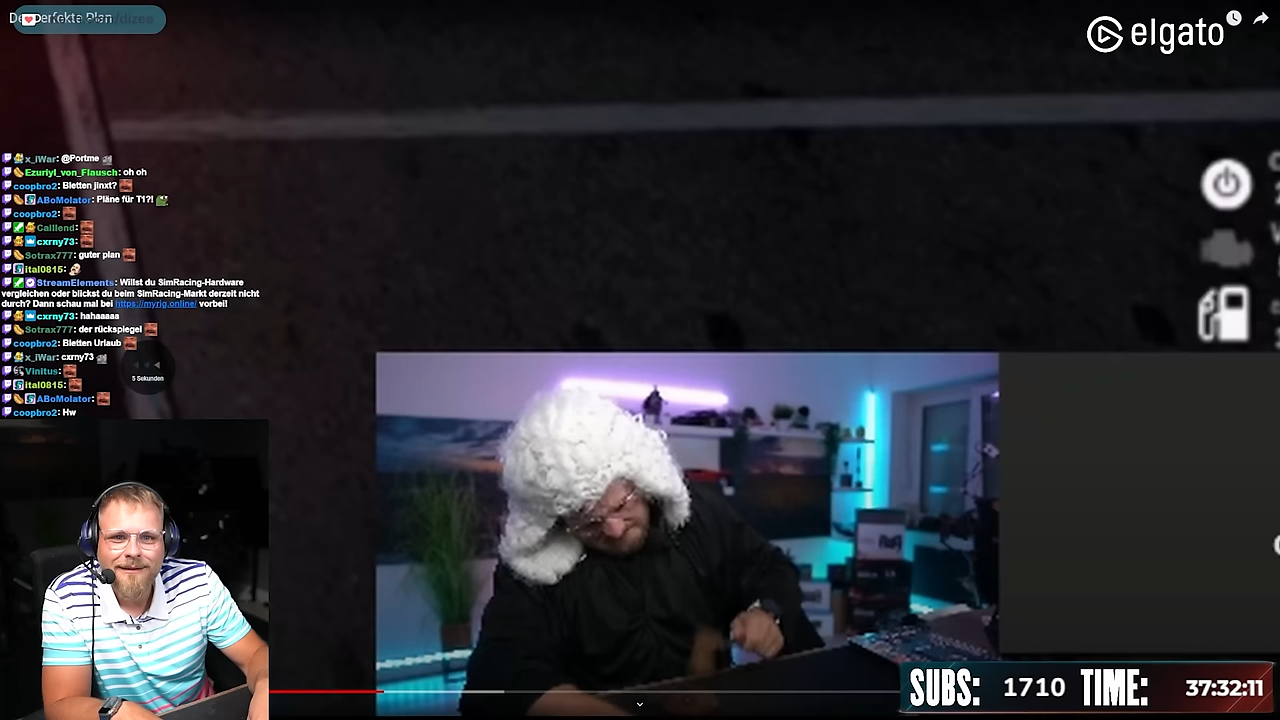 Der Perfekte Plan
elgato
x_iWar: @Portme
Ezuriyl_von_Flausch: oh oh
coopbro2: Bletten jinxt?
ABoMolator: Pläne für T1?!
coopbro2:
Calllend:
cxrny73:
Sotrax777: guter plan
ital0815:
StreamElements: Willst du SimRacing-Hardware
vergleichen oder blickst du beim SimRacing-Markt derzeit nicht
durch? Dann schau mal bei https://myrig.online/ vorbei!
cxrny73: hahaaaaa
Sotrax777: der rückspiegel
coopbro2: Bletten Urlaub
x_iWar: cxrny73
Vinitus:
ital0815:
ABoMolator:
coopbro2: Hw
5 Sekunden
SUBS: 1710 TIME: 37:32:11